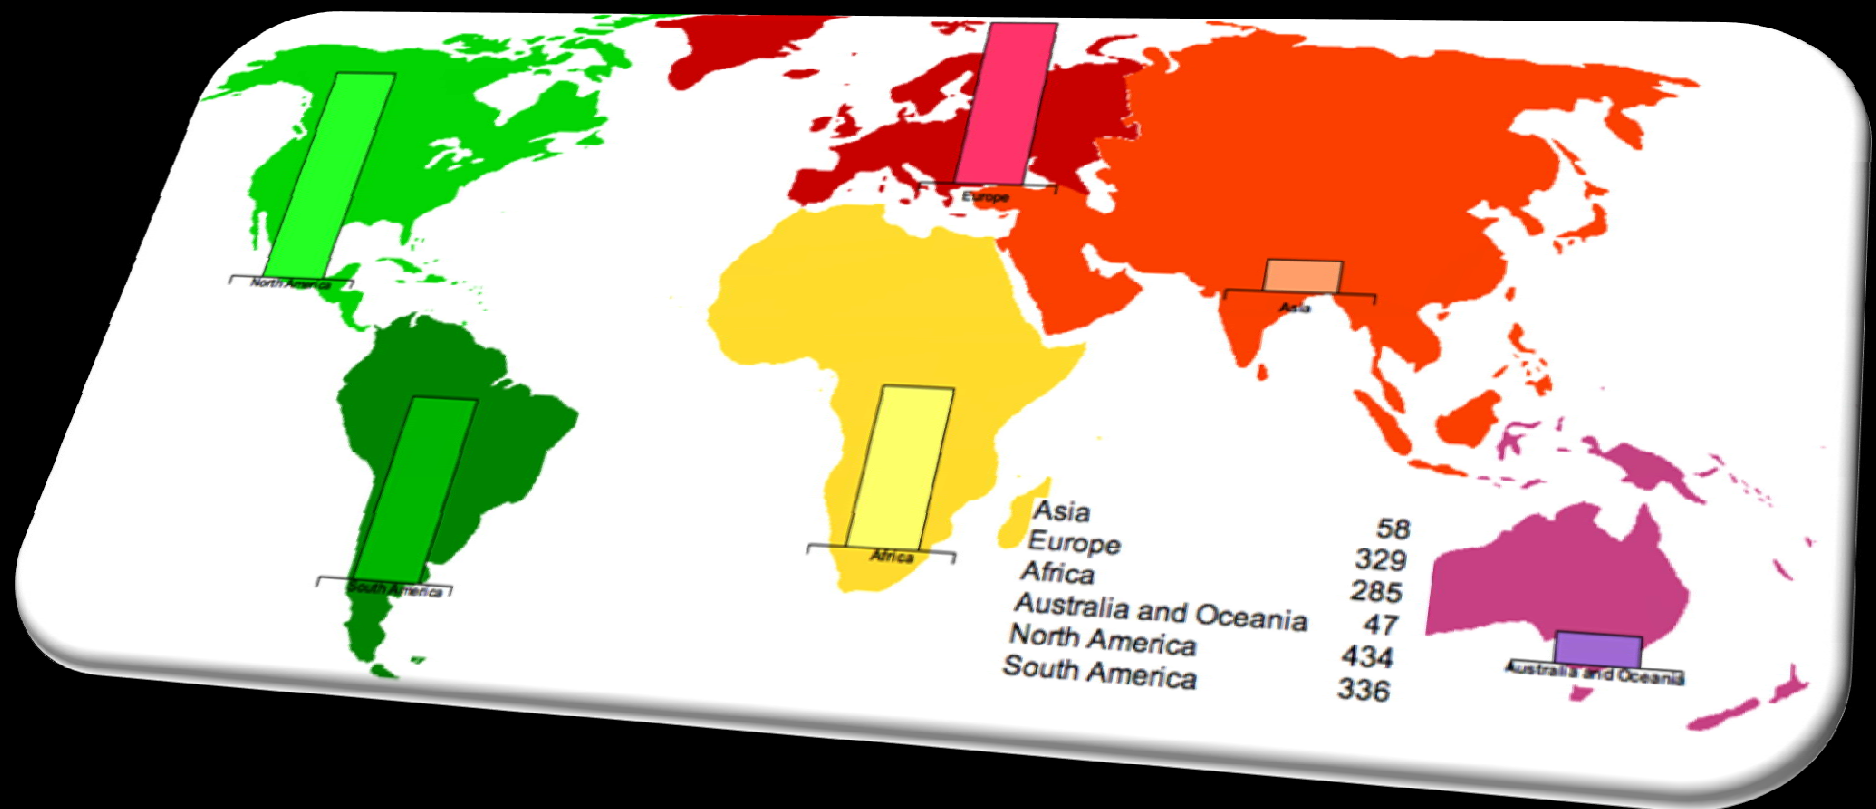 Europe
North America
Asia
South America
Africa
Asia 58
Europe 329
Africa 285
Australia and Oceania 47
North America 434
South America 336
Australia and Oceania